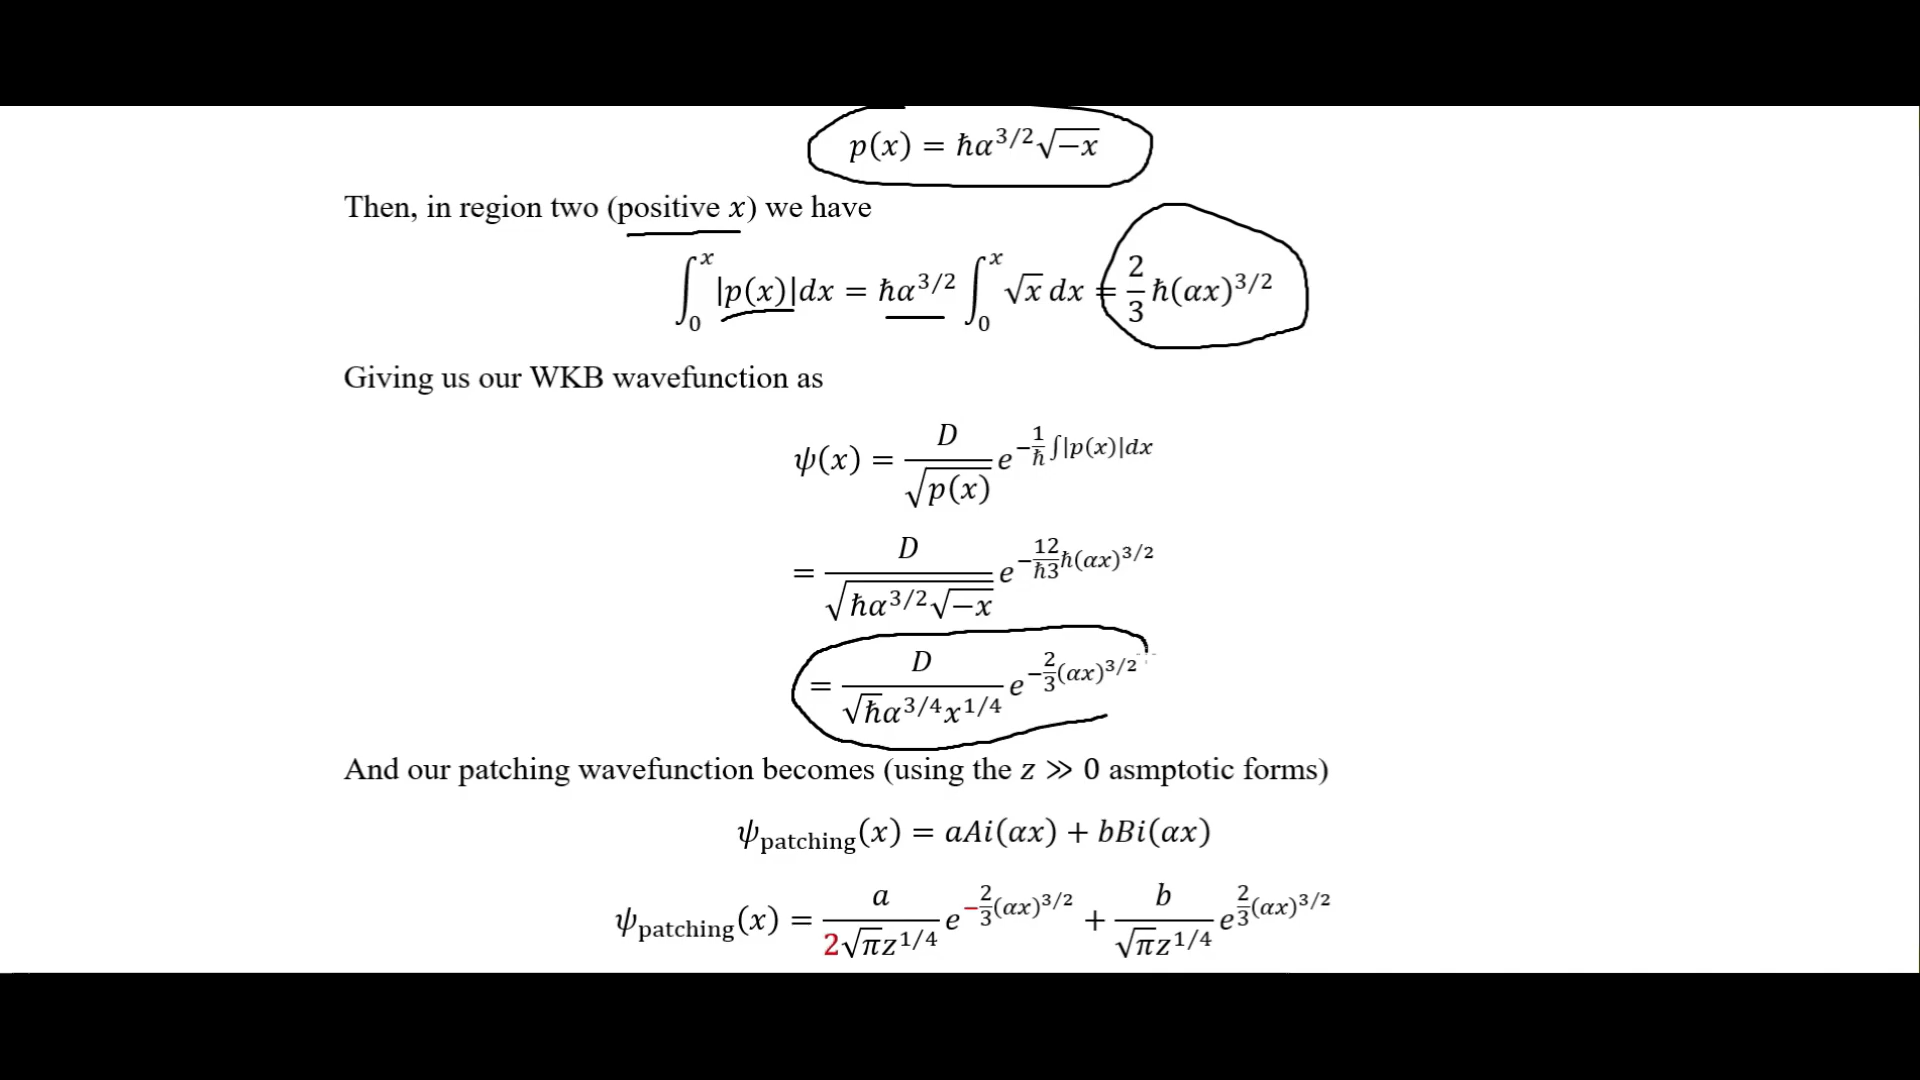 p(x) = ħα^{3/2}√(−x)
Then, in region two (positive x) we have
∫_0^x |p(x)|dx = ħα^{3/2} ∫_0^x √x dx = 2/3 ħ(αx)^{3/2}
Giving us our WKB wavefunction as
ψ(x) = D/√(p(x)) e^{−1/ħ ∫|p(x)|dx}
= D/√(ħα^{3/2}√(−x)) e^{−1/ħ 2/3 ħ(αx)^{3/2}}
= D/(√ħ α^{3/4} x^{1/4}) e^{−2/3 (αx)^{3/2}}
And our patching wavefunction becomes (using the z ≫ 0 asmptotic forms)
ψ_patching(x) = aAi(αx) + bBi(αx)
ψ_patching(x) = a/(2√π z^{1/4}) e^{−2/3 (αx)^{3/2}} + b/(√π z^{1/4}) e^{2/3 (αx)^{3/2}}